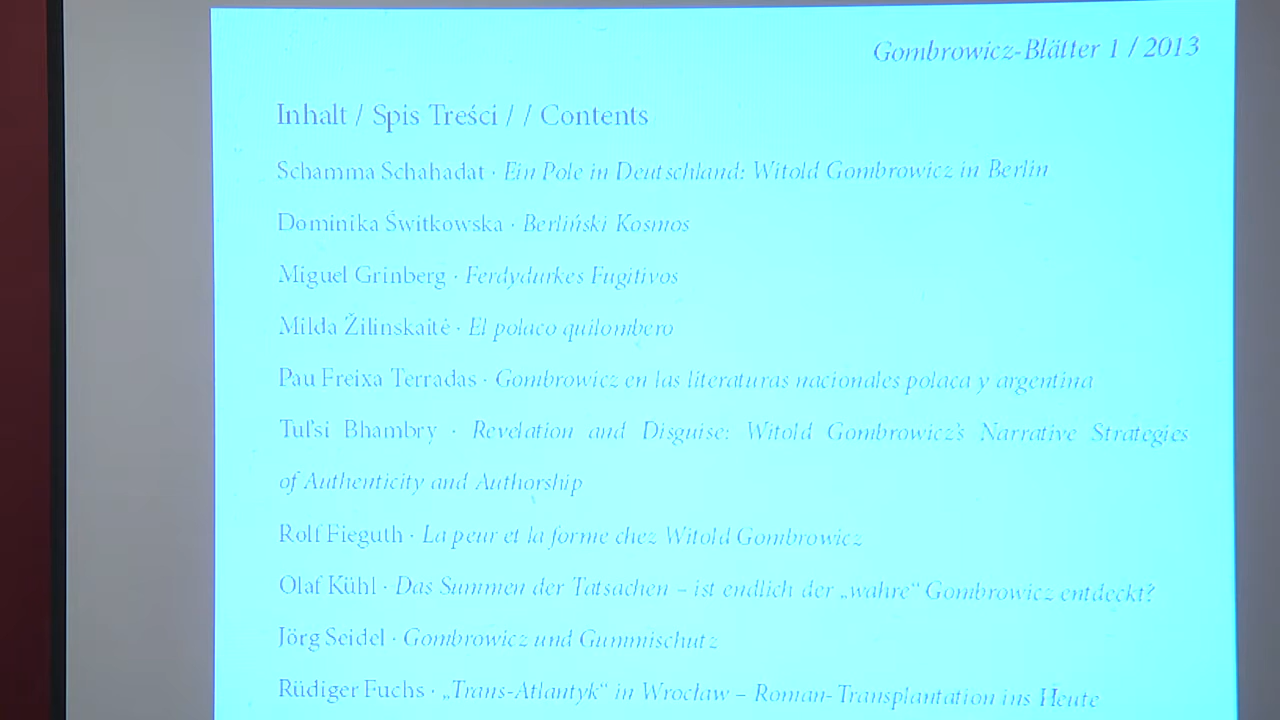 Gombrowicz-Blätter 1 / 2013
Inhalt / Spis Treści / / Contents
Schamma Schahadat · Ein Pole in Deutschland: Witold Gombrowicz in Berlin
Dominika Świtkowska · Berliński Kosmos
Miguel Grinberg · Ferdydurkes Fugitivos
Milda Žilinskaitė · El polaco quilombero
Pau Freixa Terradas · Gombrowicz en las literaturas nacionales polaca y argentina
Tul'si Bhambry · Revelation and Disguise: Witold Gombrowicz's Narrative Strategies
of Authenticity and Authorship
Rolf Fieguth · La peur et la forme chez Witold Gombrowicz
Olaf Kühl · Das Summen der Tatsachen – ist endlich der „wahre“ Gombrowicz entdeckt?
Jörg Seidel · Gombrowicz und Gummischutz
Rüdiger Fuchs · „Trans-Atlantyk“ in Wrocław – Roman-Transplantation ins Heute